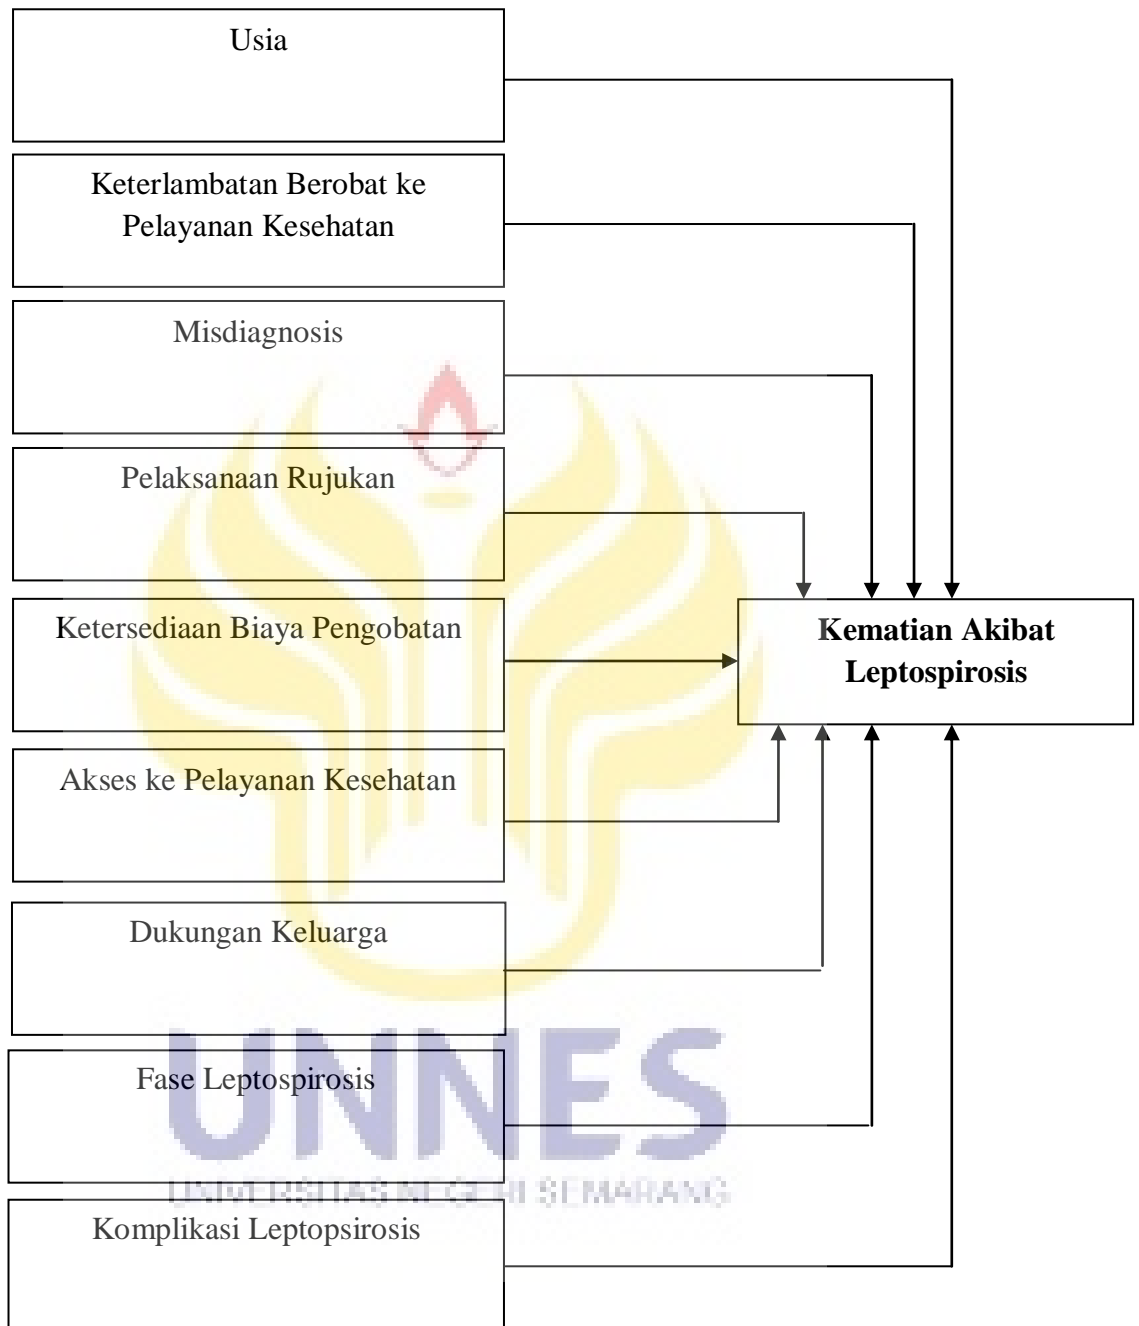 Usia
Keterlambatan Berobat ke
Pelayanan Kesehatan
Misdiagnosis
Pelaksanaan Rujukan
Ketersediaan Biaya Pengobatan
Kematian Akibat
Leptospirosis
Akses ke Pelayanan Kesehatan
Dukungan Keluarga
UNNES
Fase Leptospirosis
UNIVERSITAS NEGERI SEMARANG
Komplikasi Leptopsirosis